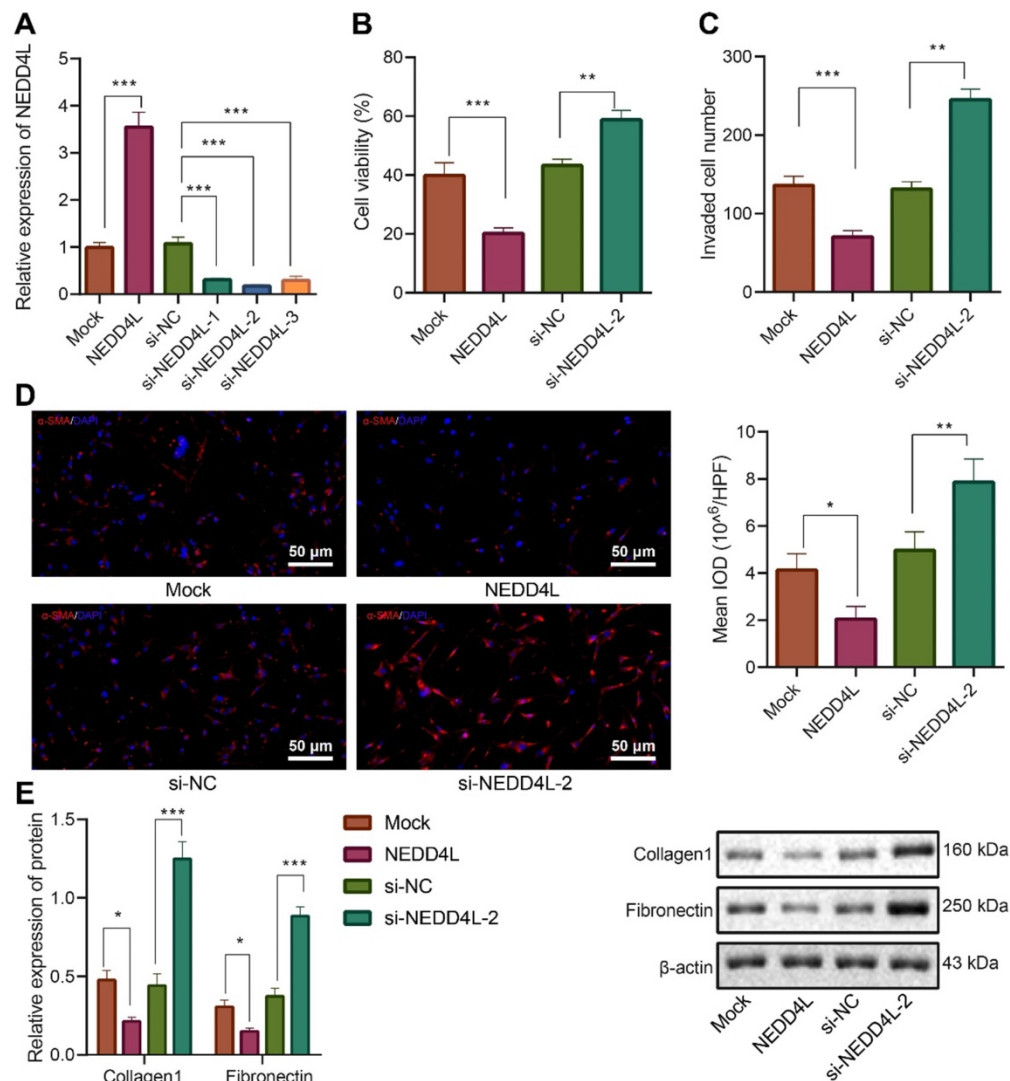 A
Relative expression of NEDD4L
5
4
3
2
1
0
***
***
***
***
Mock
NEDD4L
si-NC
si-NEDD4L-1
si-NEDD4L-2
si-NEDD4L-3
B
Cell viability (%)
80
60
40
20
0
***
**
Mock
NEDD4L
si-NC
si-NEDD4L-2
C
Invaded cell number
300
200
100
0
***
**
Mock
NEDD4L
si-NC
si-NEDD4L-2
D
α-SMA/DAPI
50 µm
Mock
α-SMA/DAPI
50 µm
NEDD4L
α-SMA/DAPI
50 µm
si-NC
α-SMA/DAPI
50 µm
si-NEDD4L-2
Mean IOD (10^6/HPF)
10
8
6
4
2
0
*
**
Mock
NEDD4L
si-NC
si-NEDD4L-2
E
Relative expression of protein
1.5
1.0
0.5
0.0
*
***
*
***
Collagen1
Fibronectin
Mock
NEDD4L
si-NC
si-NEDD4L-2
Collagen1
160 kDa
Fibronectin
250 kDa
β-actin
43 kDa
Mock
NEDD4L
si-NC
si-NEDD4L-2